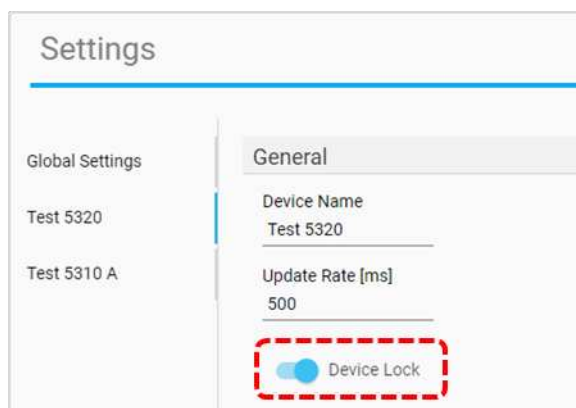 Settings
Global Settings
Test 5320
Test 5310 A
General
Device Name
Test 5320
Update Rate [ms]
500
Device Lock